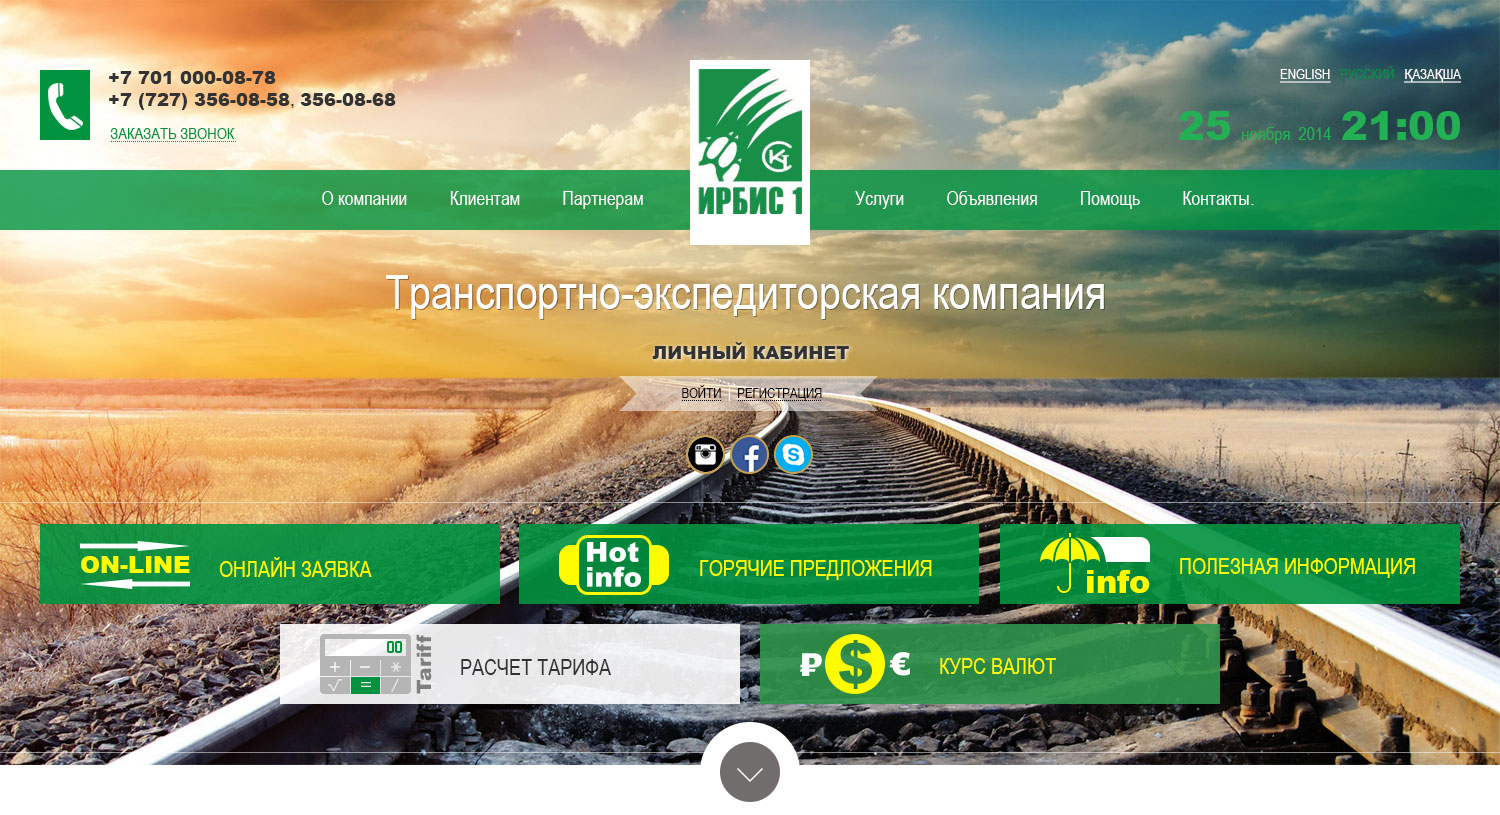 +7 701 000-08-78
+7 (727) 356-08-58, 356-08-68
ЗАКАЗАТЬ ЗВОНОК
ENGLISH РУССКИЙ ҚАЗАҚША
25 ноября 2014 21:00
КТС
ИРБИС 1
О компании Клиентам Партнерам Услуги Объявления Помощь Контакты.
Транспортно-экспедиторская компания
ЛИЧНЫЙ КАБИНЕТ
ВОЙТИ | РЕГИСТРАЦИЯ
ON-LINE ОНЛАЙН ЗАЯВКА
Hot
info ГОРЯЧИЕ ПРЕДЛОЖЕНИЯ
info ПОЛЕЗНАЯ ИНФОРМАЦИЯ
00
+ − *
√ = /
Tariff
РАСЧЕТ ТАРИФА
₽ $ € КУРС ВАЛЮТ